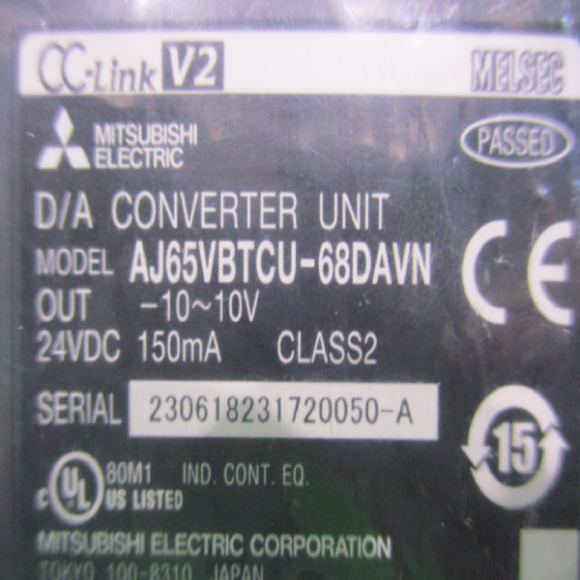 CC-Link V2 MELSEC
MITSUBISHI
ELECTRIC
PASSED
D/A CONVERTER UNIT
MODEL AJ65VBTCU-68DAVN
OUT -10~10V
24VDC 150mA CLASS2
CE
SERIAL 230618231720050-A
15
c UL 80M1 IND. CONT. EQ.
US LISTED
MITSUBISHI ELECTRIC CORPORATION
TOKYO 100-8310, JAPAN